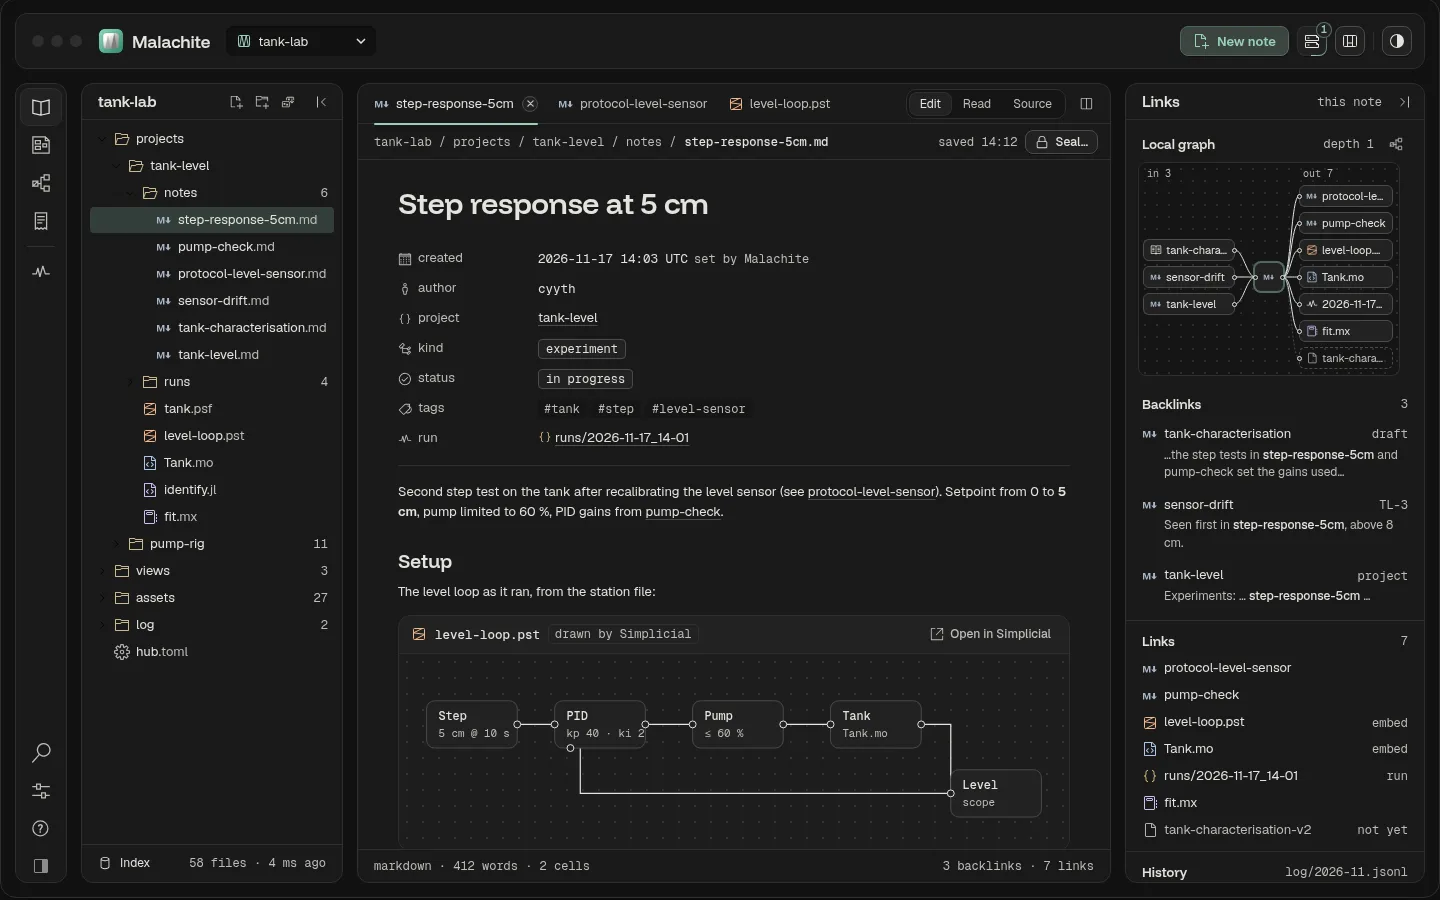 Malachite
tank-lab
New note
1
tank-lab
projects
tank-level
notes 6
step-response-5cm.md
pump-check.md
protocol-level-sensor.md
sensor-drift.md
tank-characterisation.md
tank-level.md
runs 4
tank.psf
level-loop.pst
Tank.mo
identify.jl
fit.mx
pump-rig 11
views 3
assets 27
log 2
hub.toml
Index 58 files · 4 ms ago
step-response-5cm protocol-level-sensor level-loop.pst Edit Read Source
tank-lab / projects / tank-level / notes / step-response-5cm.md saved 14:12 Seal…
Step response at 5 cm
created 2026-11-17 14:03 UTC set by Malachite
author cyyth
project tank-level
kind experiment
status in progress
tags #tank #step #level-sensor
run {} runs/2026-11-17_14-01
Second step test on the tank after recalibrating the level sensor (see protocol-level-sensor). Setpoint from 0 to 5
cm, pump limited to 60 %, PID gains from pump-check.
Setup
The level loop as it ran, from the station file:
level-loop.pst drawn by Simplicial Open in Simplicial
Step
5 cm @ 10 s
PID
kp 40 · ki 2
Pump
≤ 60 %
Tank
Tank.mo
Level
scope
markdown · 412 words · 2 cells 3 backlinks · 7 links
Links this note
Local graph depth 1
in 3 out 7
tank-chara…
sensor-drift
tank-level
protocol-le…
pump-check
level-loop.…
Tank.mo
2026-11-17…
fit.mx
tank-chara…
Backlinks 3
tank-characterisation draft
…the step tests in step-response-5cm and
pump-check set the gains used…
sensor-drift TL-3
Seen first in step-response-5cm, above 8
cm.
tank-level project
Experiments: … step-response-5cm …
Links 7
protocol-level-sensor
pump-check
level-loop.pst embed
Tank.mo embed
{} runs/2026-11-17_14-01 run
fit.mx
tank-characterisation-v2 not yet
History log/2026-11.jsonl